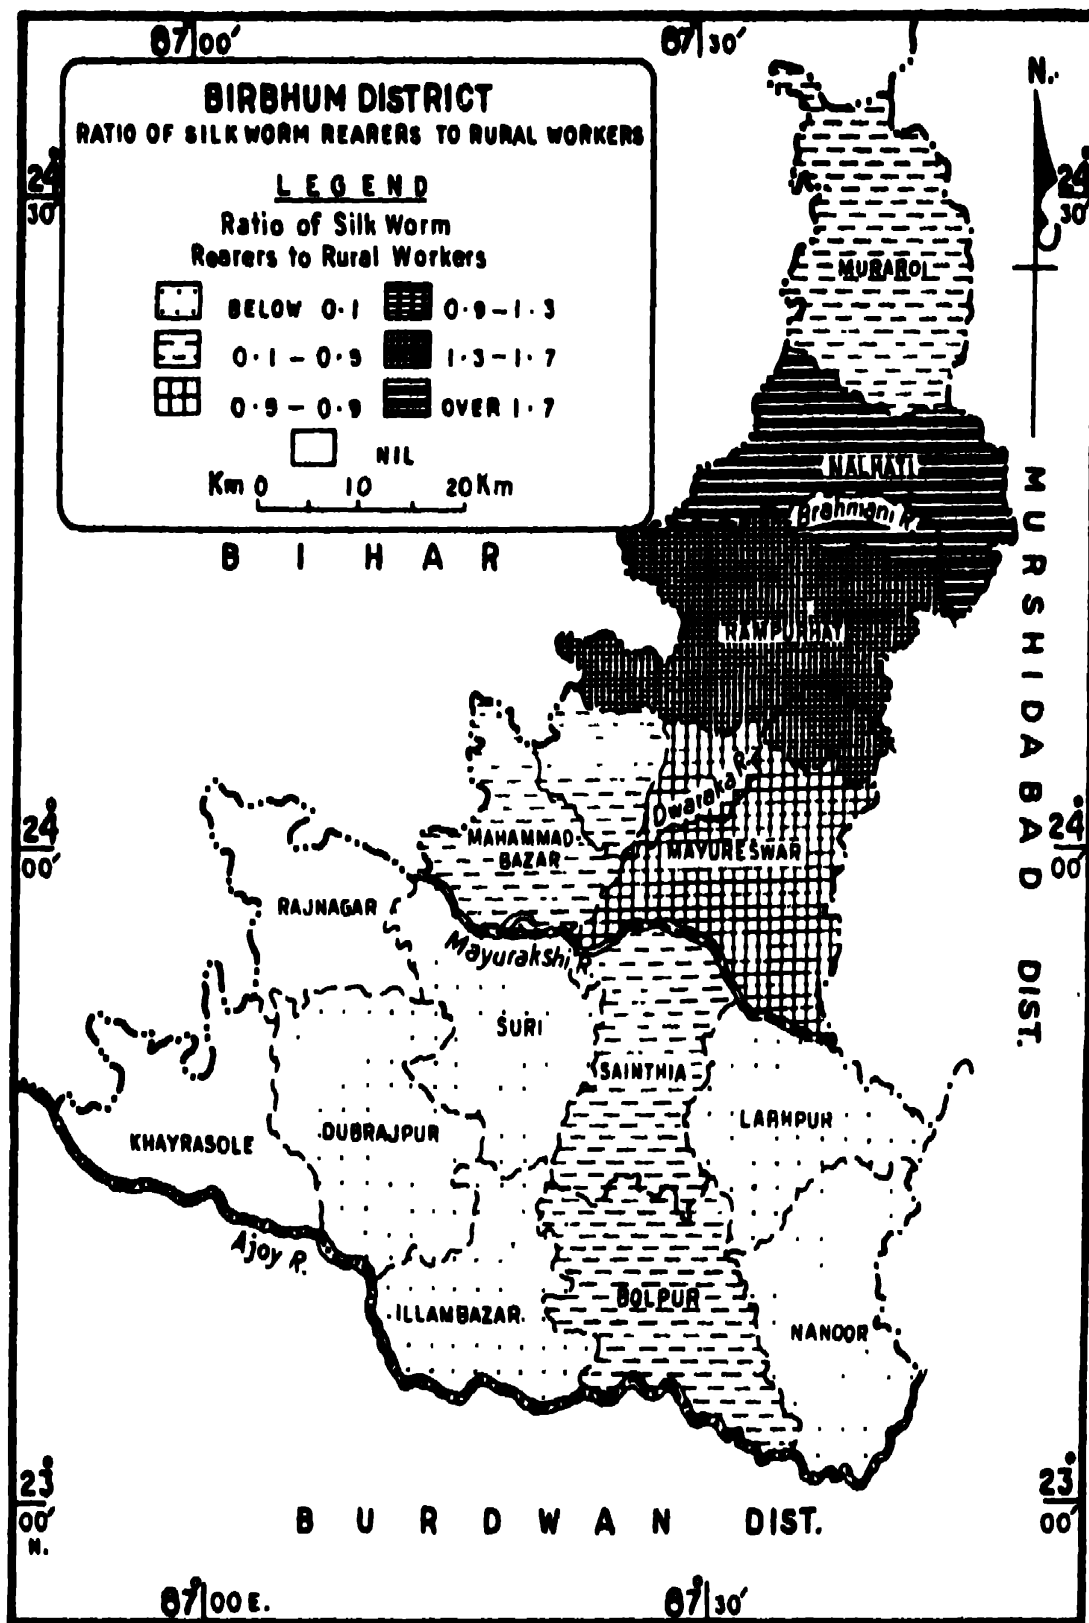 87°00′ 87°30′
N.
BIRBHUM DISTRICT
RATIO OF SILK WORM REARERS TO RURAL WORKERS
LEGEND
Ratio of Silk Worm
Rearers to Rural Workers
BELOW 0·1 0·9–1·3
0·1–0·5 1·3–1·7
0·5–0·9 OVER 1·7
NIL
Km 0 10 20 Km
24°30′ 24°30′
MURAROI
NALHATI
Brahmani R.
BIHAR
RAMPURHAT
MURSHIDABAD DIST.
Dwaraka R.
24°00′ 24°00′
MAHAMMAD-
BAZAR
MAYURESWAR
RAJNAGAR
Mayurakshi R.
SURI
SAINTHIA
LABHPUR
DUBRAJPUR
KHAYRASOLE
Ajoy R.
BOLPUR
ILLAMBAZAR
NANOOR
23°00′ 23°00′
N.
BURDWAN DIST.
87°00 E. 87°30′